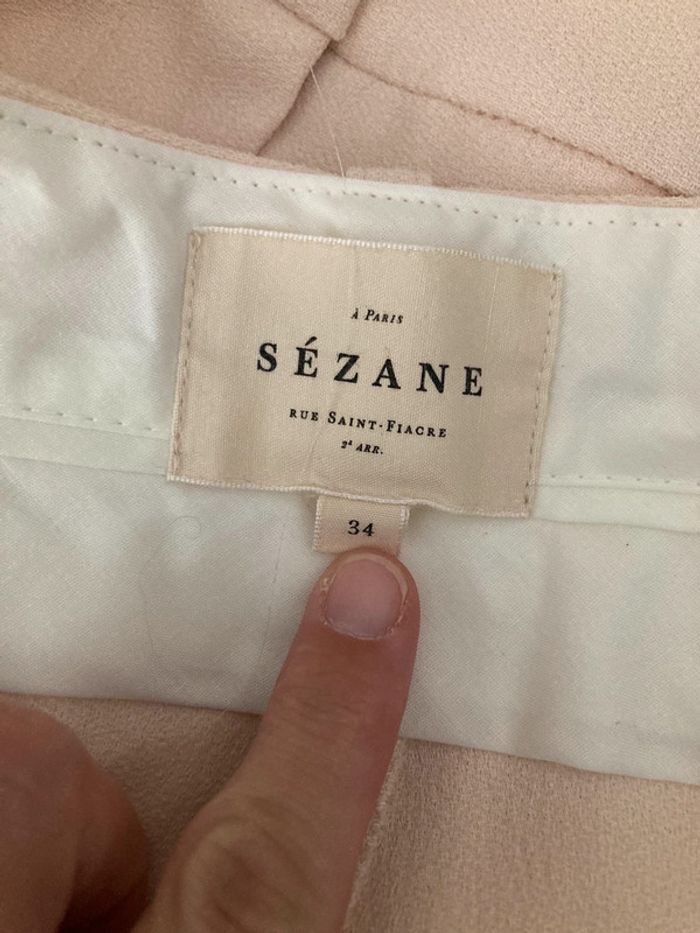 À PARIS
SÉZANE
RUE SAINT-FIACRE
2ᵉ ARR.
34